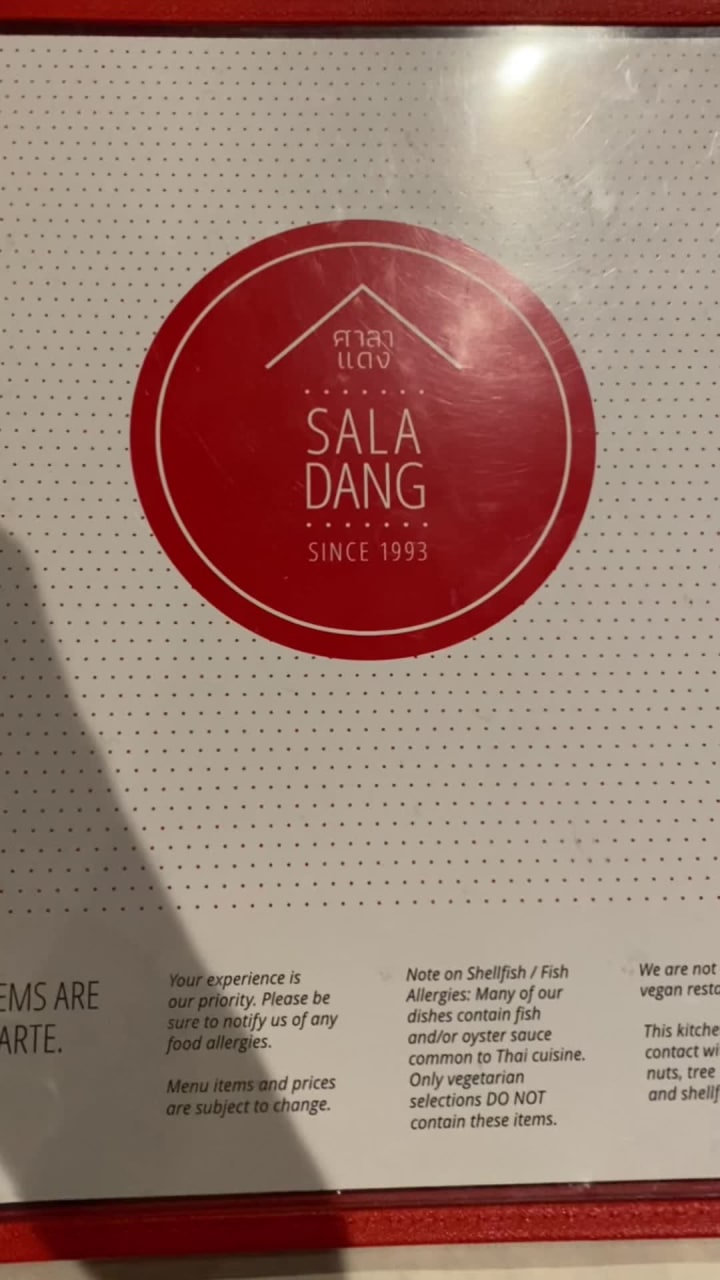 ศาลา
แดง
SALA
DANG
SINCE 1993
EMS ARE
ARTE.
Your experience is
our priority. Please be
sure to notify us of any
food allergies.
Menu items and prices
are subject to change.
Note on Shellfish / Fish
Allergies: Many of our
dishes contain fish
and/or oyster sauce
common to Thai cuisine.
Only vegetarian
selections DO NOT
contain these items.
We are not
vegan resta
This kitche
contact wi
nuts, tree
and shellf